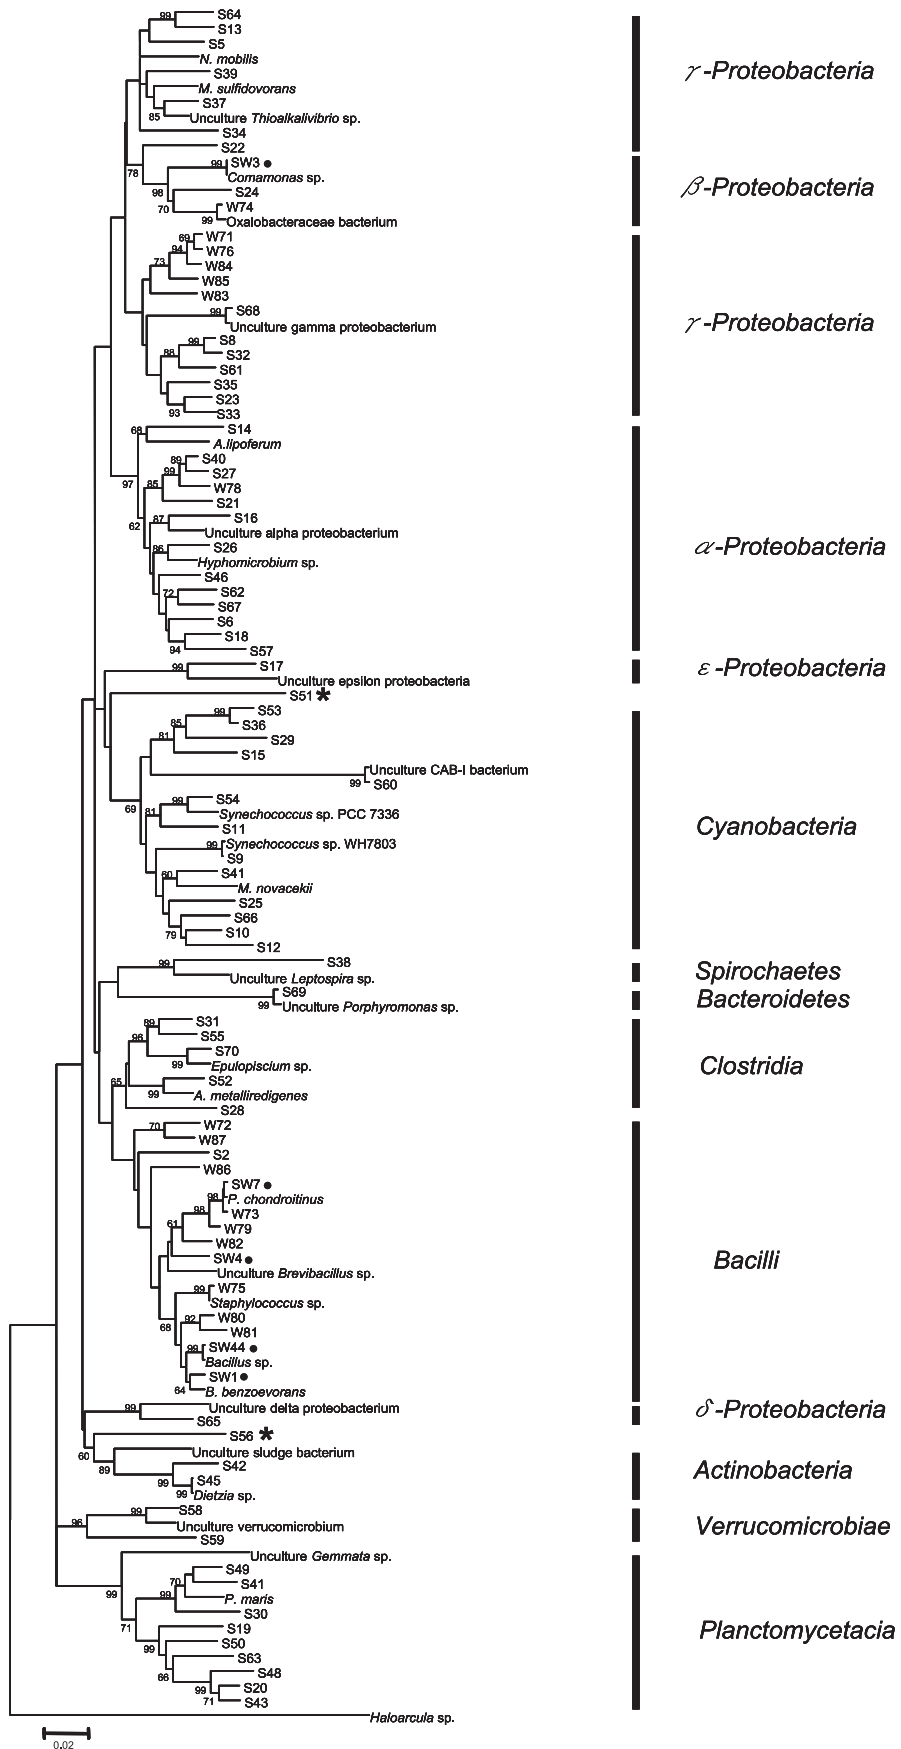 99 S64
S13
S5
N. mobilis
γ-Proteobacteria
S39
M. sulfidovorans
S37
85 Unculture Thioalkalivibrio sp.
S34
S22
78
99 SW3 ●
Comamonas sp.
98
β-Proteobacteria
S24
70 W74
99 Oxalobacteraceae bacterium
69 W71
94 W76
73 W84
W85
W83
99 S68
γ-Proteobacteria
Unculture gamma proteobacterium
99 S8
88 S32
S61
S35
S23
93 S33
68 S14
A.lipoferum
89 S40
99 S27
97 85 W78
S21
87 S16
62 Unculture alpha proteobacterium
86 S26
α-Proteobacteria
Hyphomicrobium sp.
S46
72 S62
S67
S6
S18
94 S57
99 S17
ε-Proteobacteria
Unculture epsilon proteobacteria
S51 *
99 S53
85 S36
81 S29
S15
Unculture CAB-I bacterium
99 S60
99 S54
69 81 Synechococcus sp. PCC 7336
S11
Cyanobacteria
99 Synechococcus sp. WH7803
S9
60 S41
M. novacekii
S25
S66
79 S10
S12
99 S38
Spirochaetes
Unculture Leptospira sp.
S69
Bacteroidetes
99 Unculture Porphyromonas sp.
89 S31
96 S55
S70
99 Epulopiscium sp.
Clostridia
65 S52
99 A. metalliredigenes
S28
70 W72
W87
S2
W86
SW7 ●
98 P. chondroitinus
98 W73
61 W79
W82
SW4 ●
Bacilli
Unculture Brevibacillus sp.
99 W75
Staphylococcus sp.
68 92 W80
W81
99 SW44 ●
Bacillus sp.
SW1 ●
64 B. benzoevorans
99 Unculture delta proteobacterium
δ-Proteobacteria
S65
S56 *
60 Unculture sludge bacterium
89 S42
Actinobacteria
99 S45
99 Dietzia sp.
99 S58
96 Unculture verrucomicrobium
Verrucomicrobiae
S59
Unculture Gemmata sp.
S49
70 S41
99 99 P. maris
S30
71 S19
Planctomycetacia
99 S50
S63
66 S48
99 S20
71 S43
Haloarcula sp.
0.02